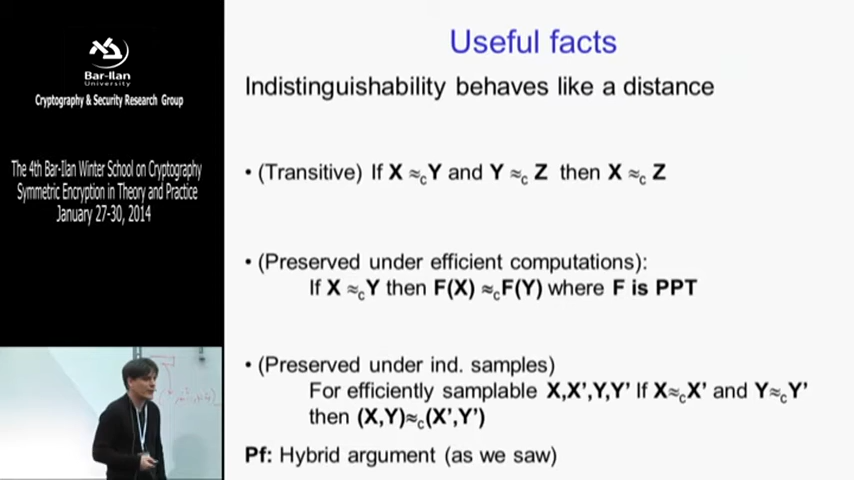 Bar-Ilan
University
Cryptography & Security Research Group
The 4th Bar-Ilan Winter School on Cryptography
Symmetric Encryption in Theory and Practice
January 27-30, 2014
Useful facts
Indistinguishability behaves like a distance
• (Transitive) If X ≈c Y and Y ≈c Z then X ≈c Z
• (Preserved under efficient computations):
If X ≈c Y then F(X) ≈c F(Y) where F is PPT
• (Preserved under ind. samples)
For efficiently samplable X,X’,Y,Y’ If X≈cX’ and Y≈cY’
then (X,Y)≈c(X’,Y’)
Pf: Hybrid argument (as we saw)